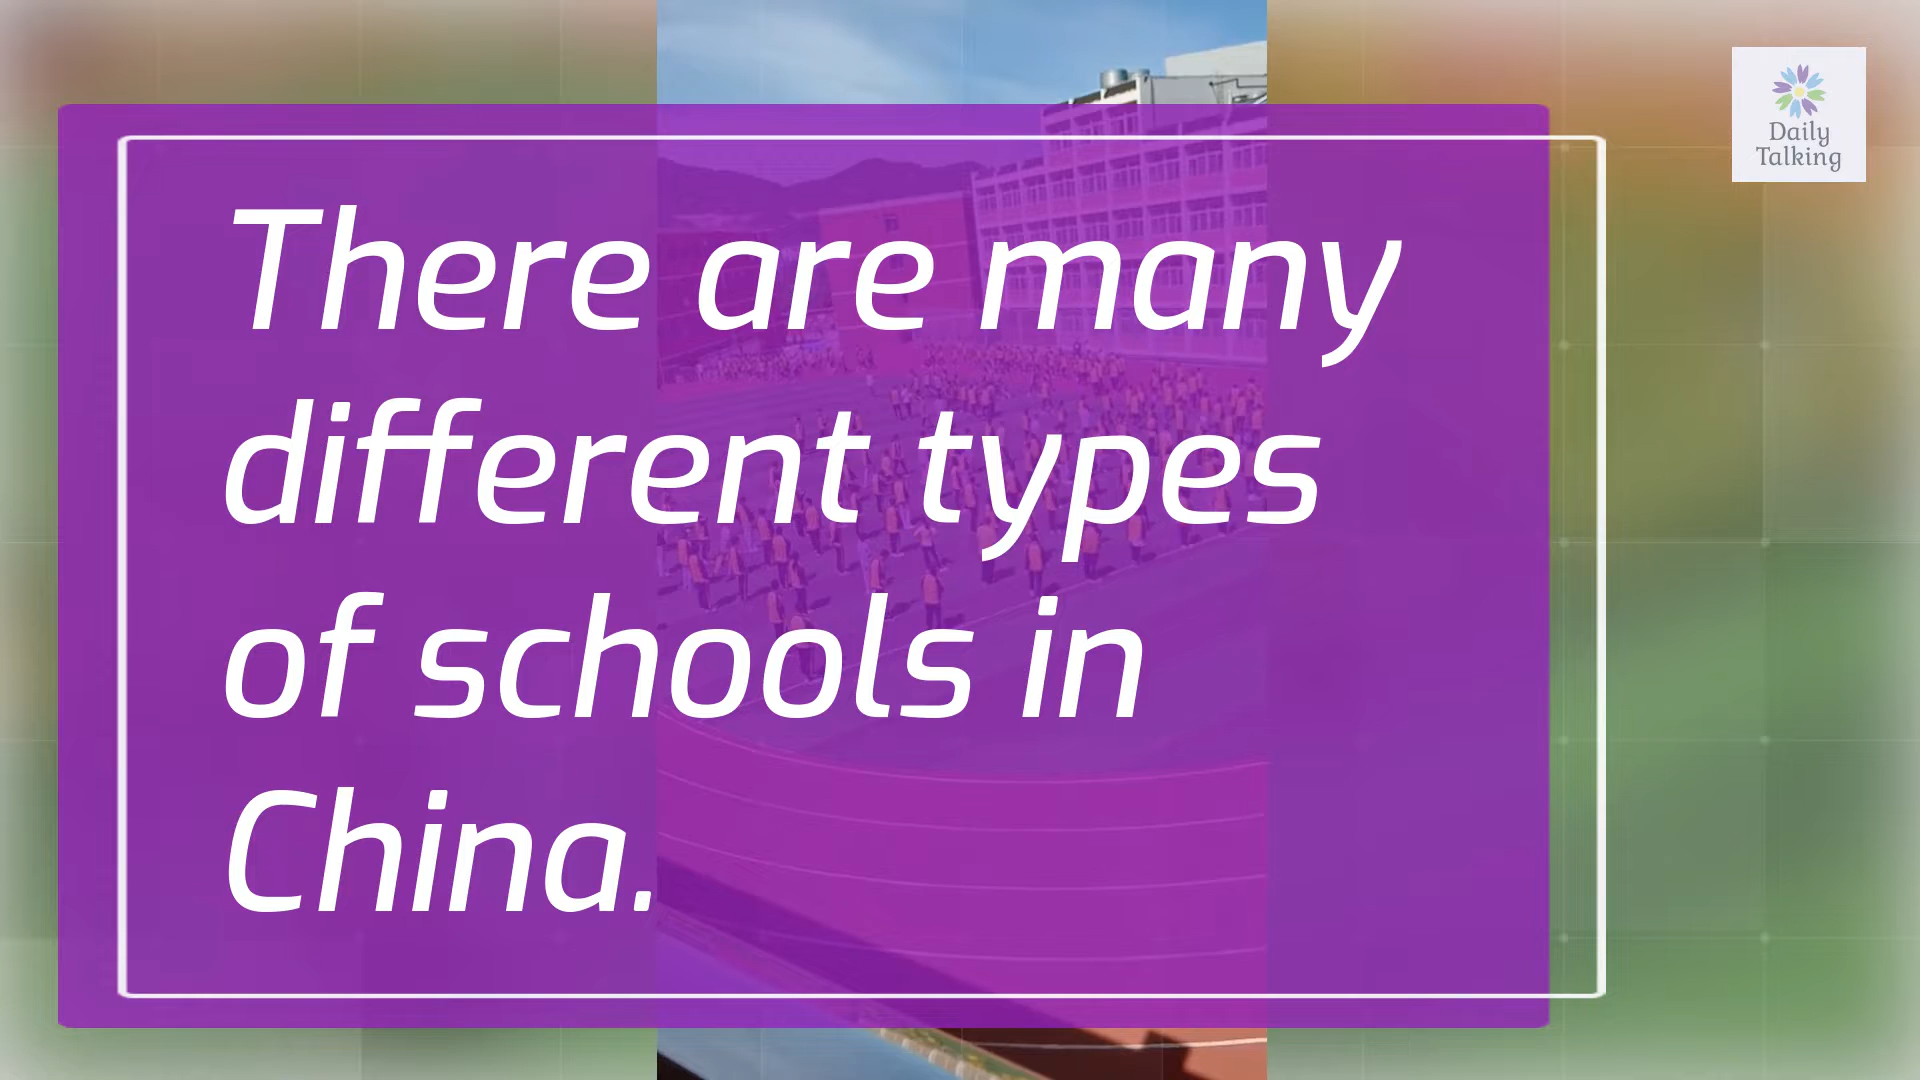 There are many
different types
of schools in
China.
Daily
Talking